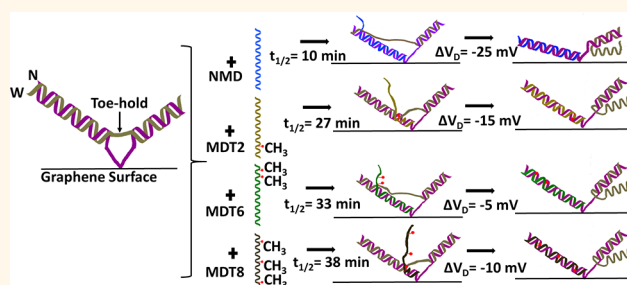 N
W
Toe-hold
Graphene Surface
+
NMD
t1/2= 10 min
ΔVD= -25 mV
+
MDT2
CH3
t1/2= 27 min
ΔVD= -15 mV
+
MDT6
CH3
CH3
t1/2= 33 min
ΔVD= -5 mV
+
MDT8
CH3
CH3
CH3
t1/2= 38 min
ΔVD= -10 mV